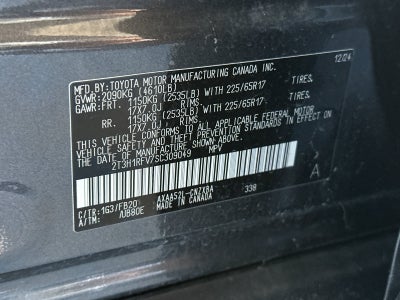 MFD.BY:TOYOTA MOTOR MANUFACTURING CANADA INC. 12/24
GVWR:2090KG (4610LB)
GAWR:FRT. 1150KG (2535LB) WITH 225/65R17 TIRES,
17X7.0J RIMS,
RR. 1150KG (2535LB) WITH 225/65R17 TIRES,
17X7.0J RIMS,
THIS VEHICLE CONFORMS TO ALL APPLICABLE FEDERAL MOTOR
VEHICLE SAFETY, BUMPER, AND THEFT PREVENTION STANDARDS IN
EFFECT ON THE DATE OF MANUFACTURE SHOWN ABOVE.
2T3H1RFV7SC309049 MPV
C/TR:1G3/FB20 AXAA52L-CNZXBA 338 A
A/TM: /UB80E MADE IN CANADA